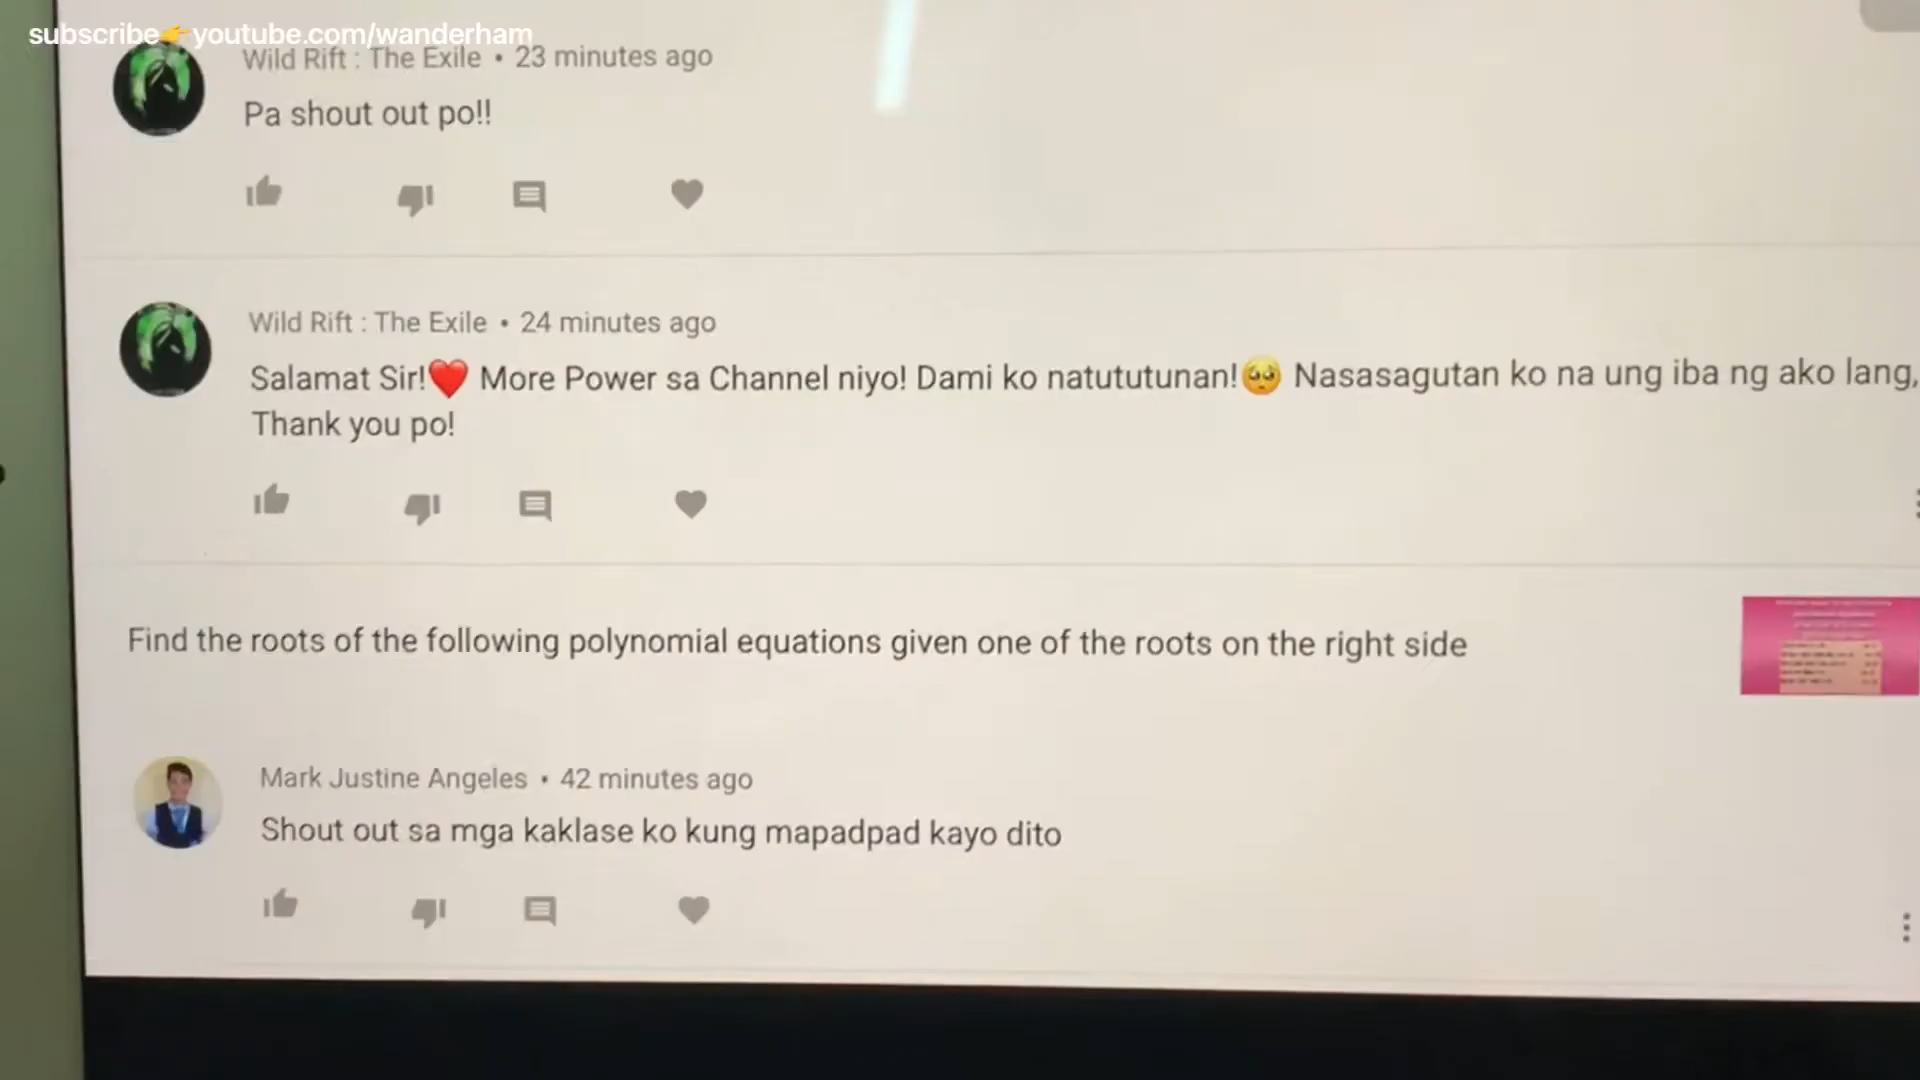 subscribe👉youtube.com/wanderham
Wild Rift : The Exile • 23 minutes ago
Pa shout out po!!
Wild Rift : The Exile • 24 minutes ago
Salamat Sir!❤️ More Power sa Channel niyo! Dami ko natututunan!🥺 Nasasagutan ko na ung iba ng ako lang,
Thank you po!
Find the roots of the following polynomial equations given one of the roots on the right side
Mark Justine Angeles • 42 minutes ago
Shout out sa mga kaklase ko kung mapadpad kayo dito